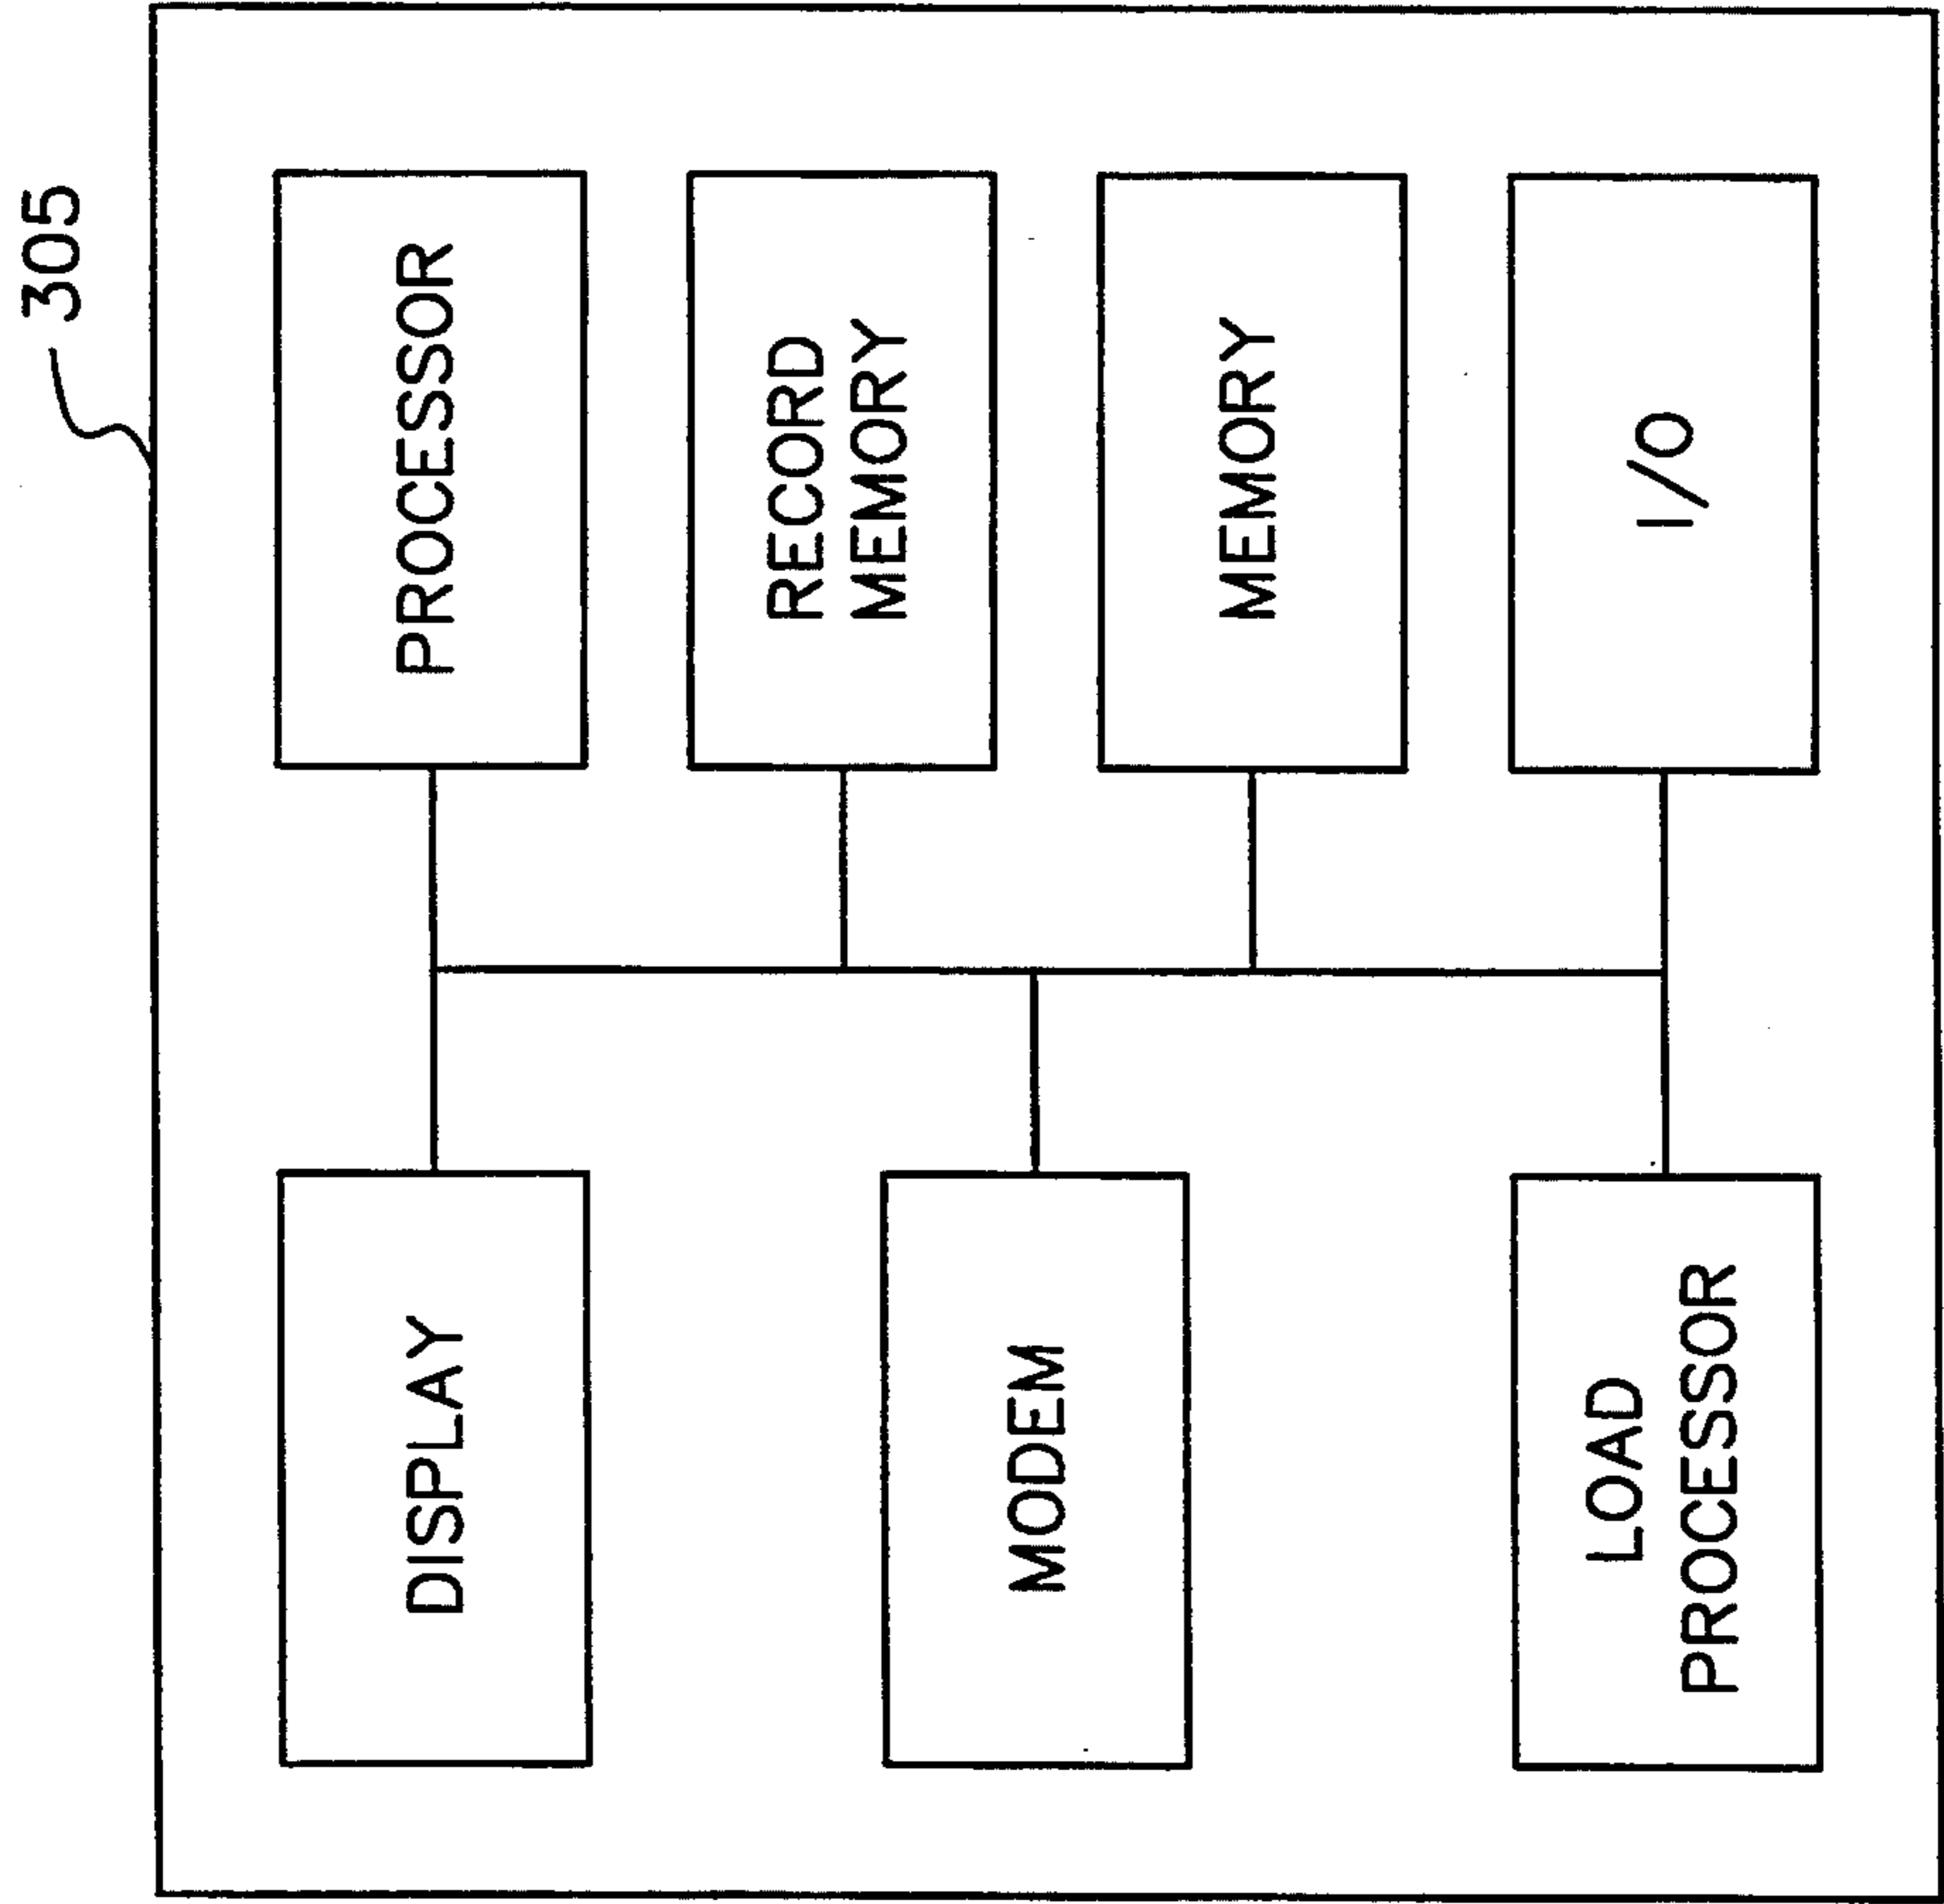 305
DISPLAY
PROCESSOR
RECORD
MEMORY
MODEM
MEMORY
LOAD
PROCESSOR
I/O